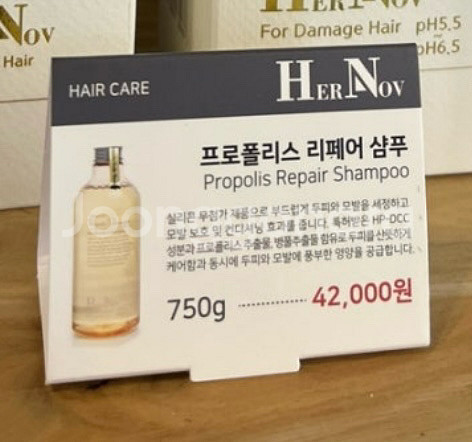 HERNOV
For Damage Hair pH5.5
~
pH6.5
NOV
Hair
HAIR CARE HERNOV
프로폴리스 리페어 샴푸
Propolis Repair Shampoo
실리콘 무첨가 제품으로 부드럽게 두피와 모발을 세정하고
모발 보호 및 컨디셔닝 효과를 줍니다. 특허받은 HP-DCC
성분과 프로폴리스 추출물, 병풀추출물 함유로 두피를 산뜻하게
케어함과 동시에 두피와 모발에 풍부한 영양을 공급합니다.
750g 42,000원